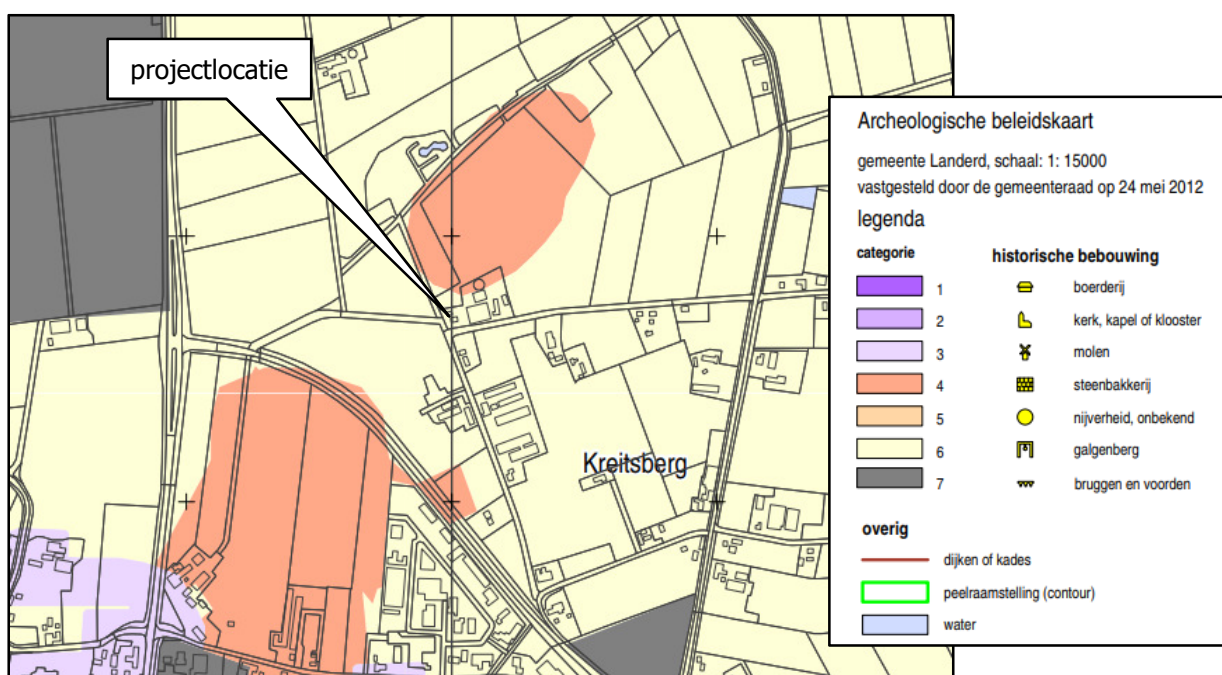 projectlocatie
Kreitsberg
Archeologische beleidskaart
gemeente Landerd, schaal: 1: 15000
vastgesteld door de gemeenteraad op 24 mei 2012
legenda
categorie historische bebouwing
1 boerderij
2 kerk, kapel of klooster
3 molen
4 steenbakkerij
5 nijverheid, onbekend
6 galgenberg
7 bruggen en voorden
overig
dijken of kades
peelraamstelling (contour)
water